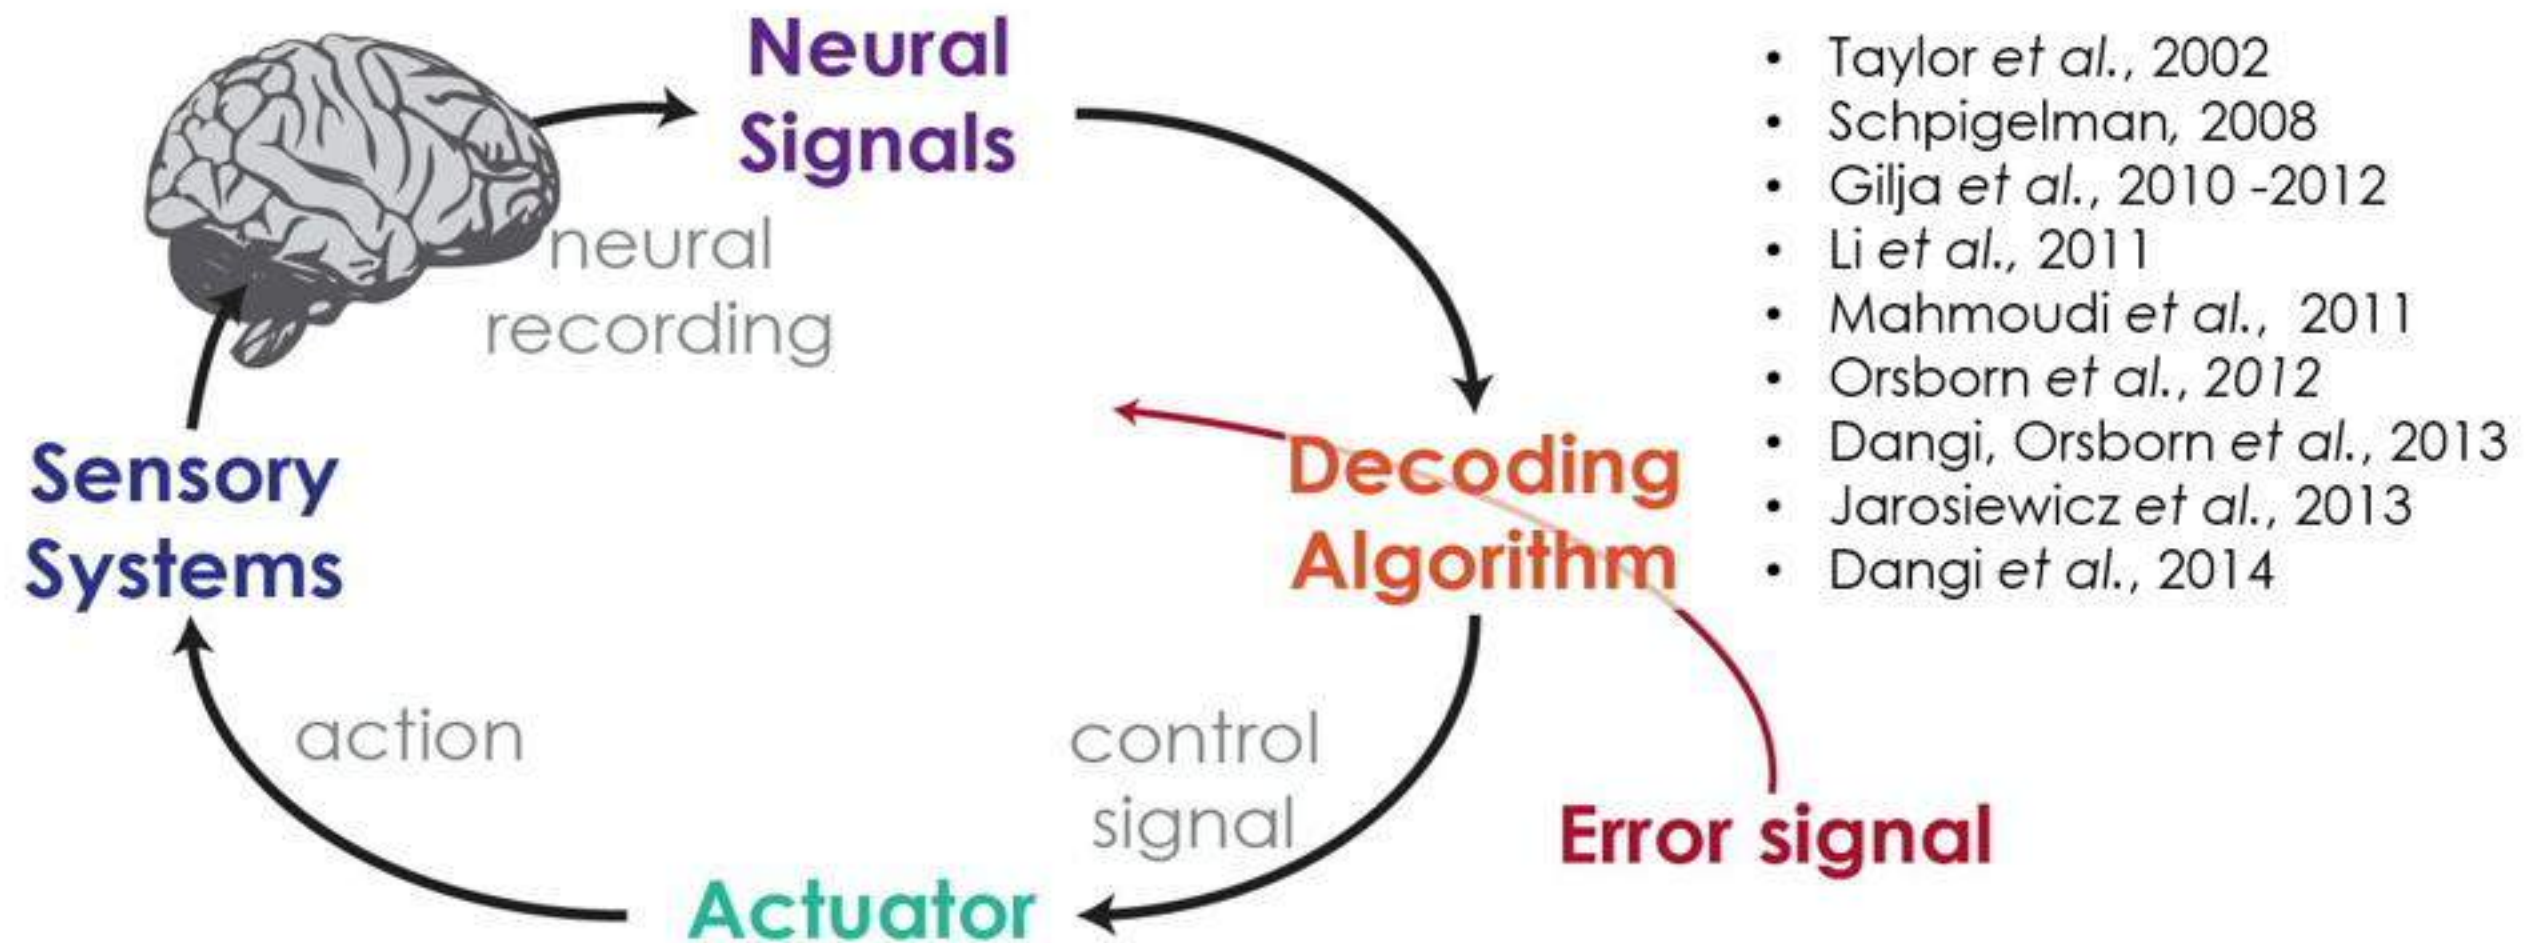 Neural
Signals
neural
recording
Sensory
Systems
Decoding
Algorithm
action
control
signal
Error signal
Actuator
• Taylor et al., 2002
• Schpigelman, 2008
• Gilja et al., 2010 -2012
• Li et al., 2011
• Mahmoudi et al., 2011
• Orsborn et al., 2012
• Dangi, Orsborn et al., 2013
• Jarosiewicz et al., 2013
• Dangi et al., 2014